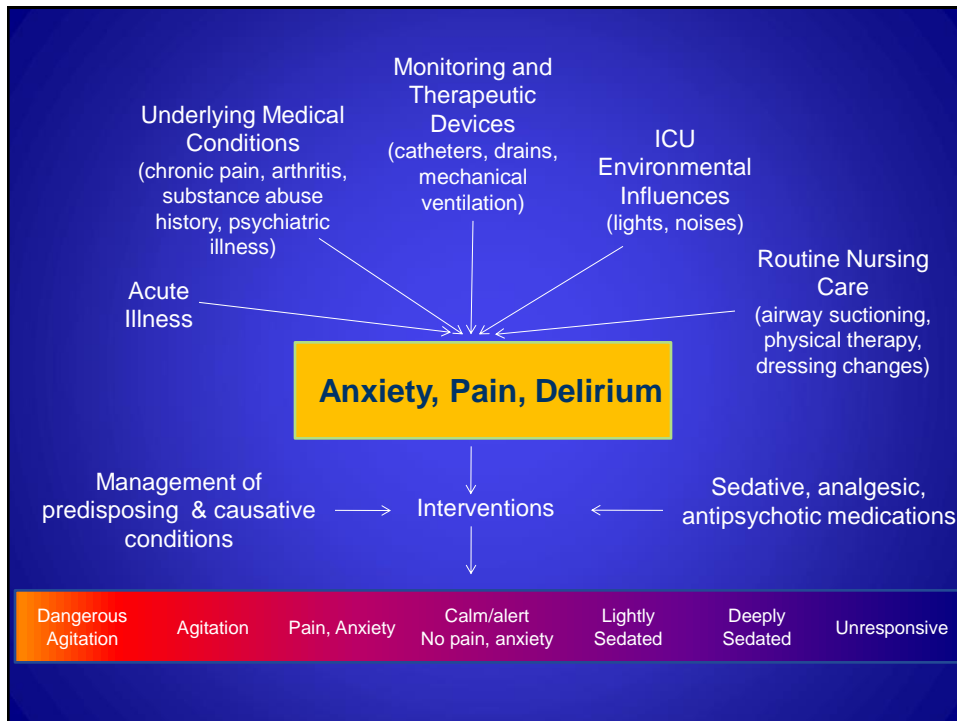 Underlying Medical
Conditions
(chronic pain, arthritis,
substance abuse
history, psychiatric
illness)
Monitoring and
Therapeutic
Devices
(catheters, drains,
mechanical
ventilation)
ICU
Environmental
Influences
(lights, noises)
Acute
Illness
Routine Nursing
Care
(airway suctioning,
physical therapy,
dressing changes)
Anxiety, Pain, Delirium
Management of
predisposing & causative
conditions
Interventions
Sedative, analgesic,
antipsychotic medications
Dangerous
Agitation
Agitation
Pain, Anxiety
Calm/alert
No pain, anxiety
Lightly
Sedated
Deeply
Sedated
Unresponsive